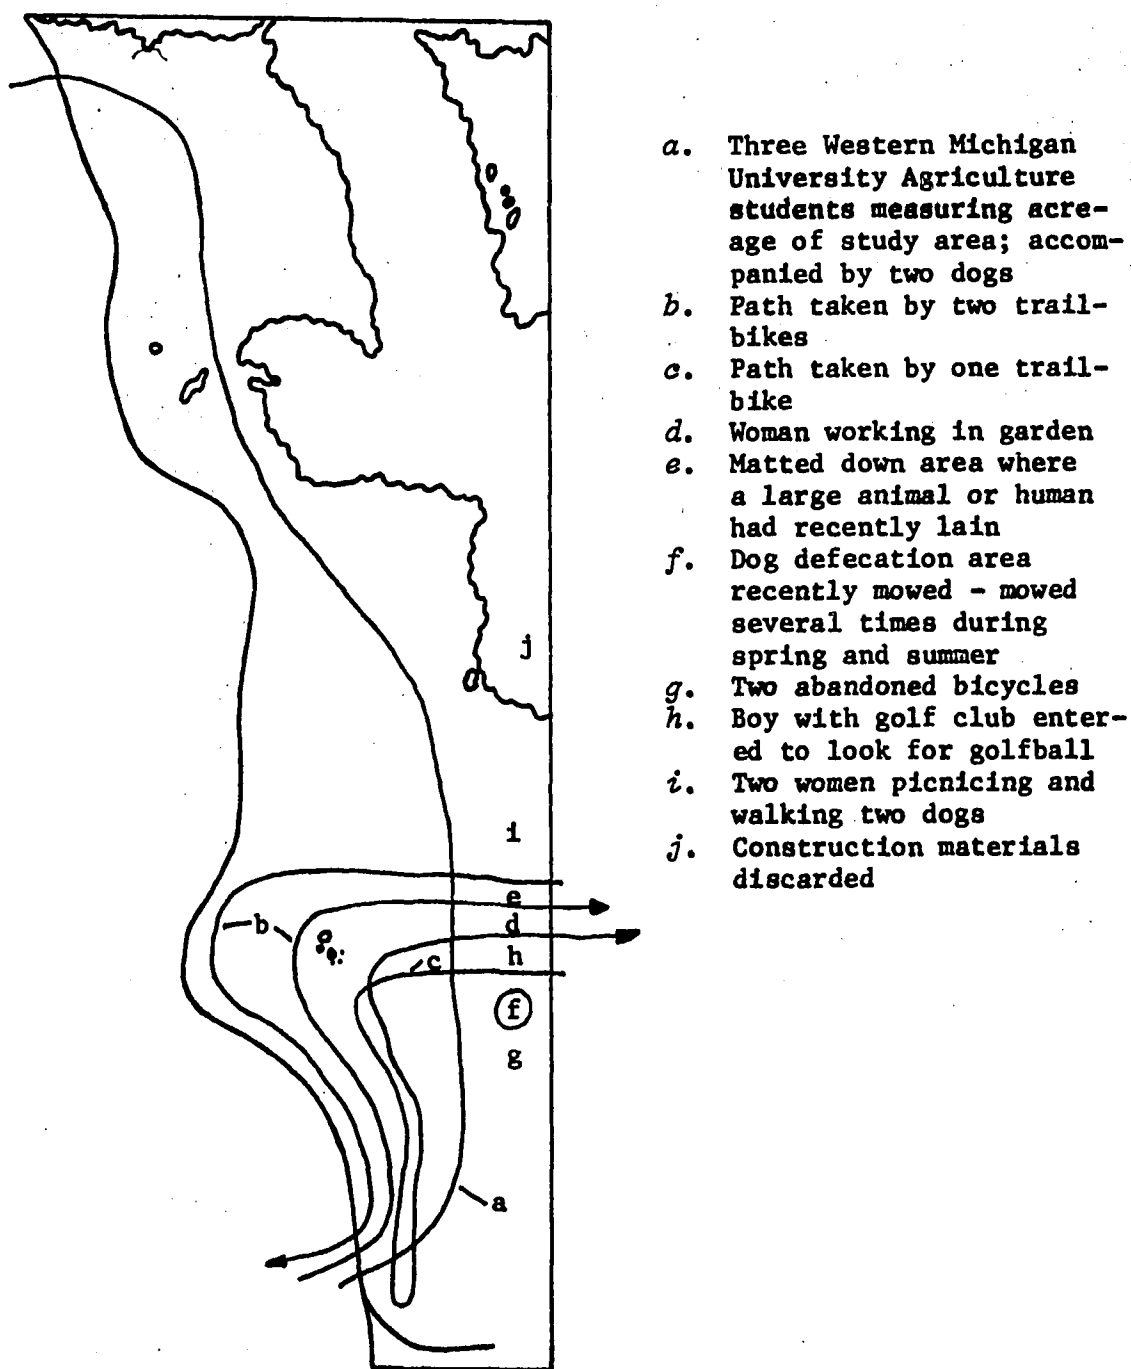 j
i
e
b
d
h
c
f
g
a
a. Three Western Michigan
University Agriculture
students measuring acre-
age of study area; accom-
panied by two dogs
b. Path taken by two trail-
bikes
c. Path taken by one trail-
bike
d. Woman working in garden
e. Matted down area where
a large animal or human
had recently lain
f. Dog defecation area
recently mowed - mowed
several times during
spring and summer
g. Two abandoned bicycles
h. Boy with golf club enter-
ed to look for golfball
i. Two women picnicing and
walking two dogs
j. Construction materials
discarded